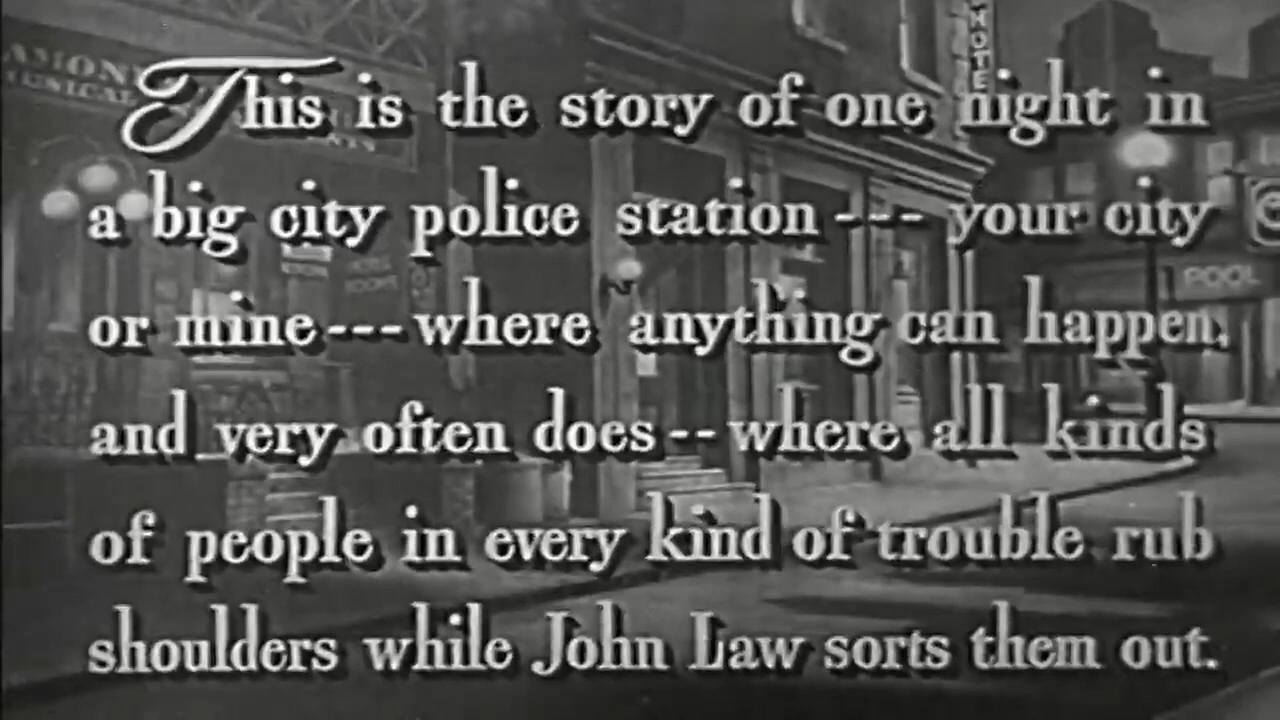 This is the story of one night in
a big city police station --- your city
or mine --- where anything can happen,
and very often does -- where all kinds
of people in every kind of trouble rub
shoulders while John Law sorts them out.
HOTE
POOL